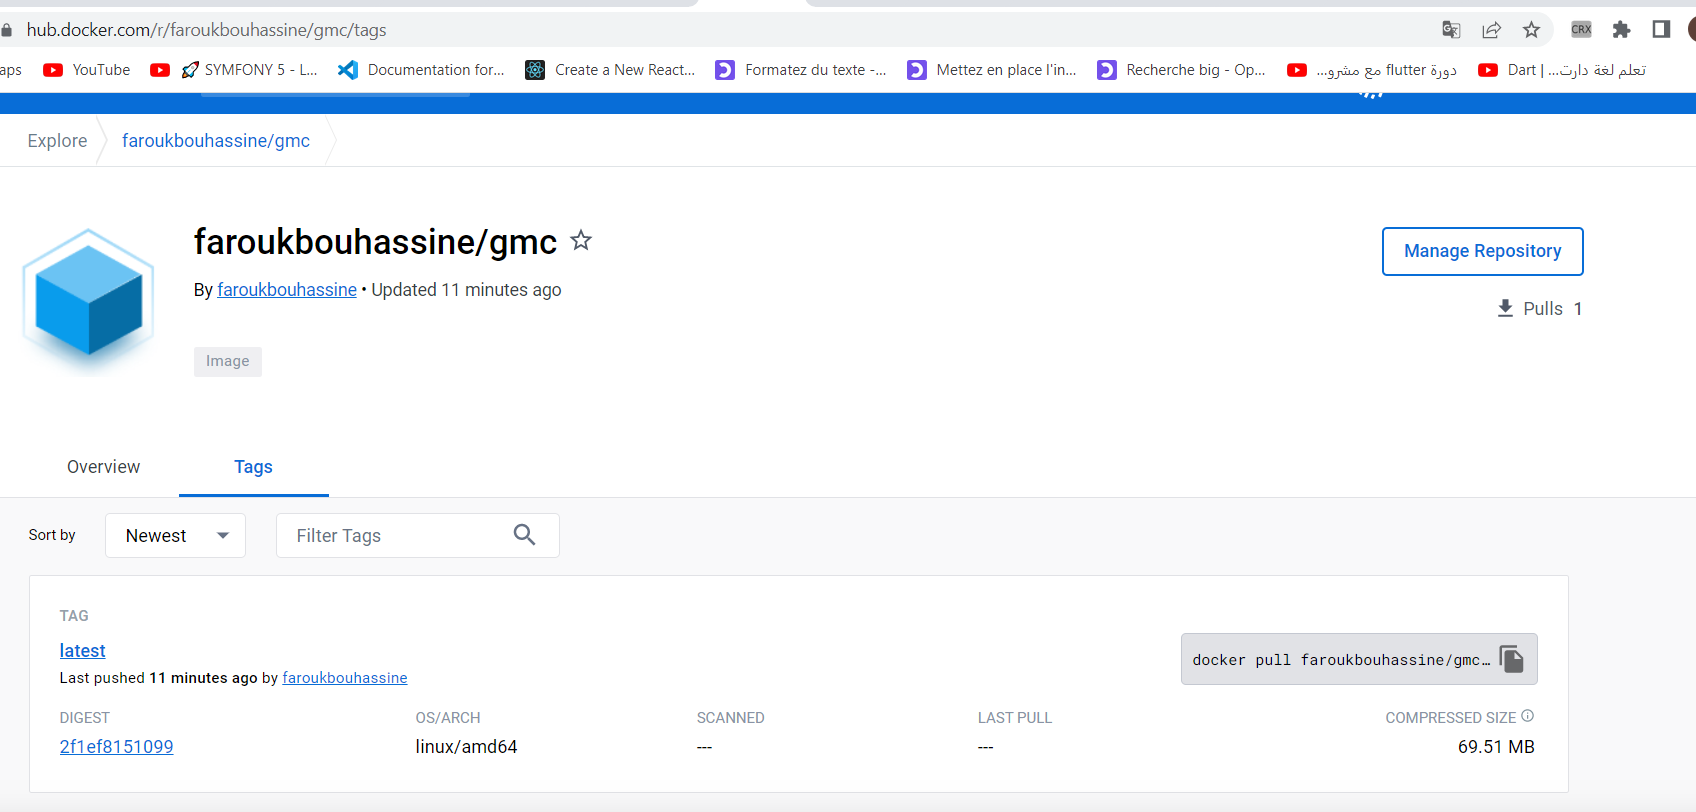 hub.docker.com/r/faroukbouhassine/gmc/tags
CRX
aps YouTube SYMFONY 5 - L... Documentation for... Create a New React... Formatez du texte -... Mettez en place l'in... Recherche big - Op... دورة flutter مع مشرو... Dart | تعلم لغة دارت...
Explore faroukbouhassine/gmc
faroukbouhassine/gmc
Manage Repository
By faroukbouhassine • Updated 11 minutes ago
Pulls 1
Image
Overview Tags
Sort by Newest Filter Tags
TAG
latest
docker pull faroukbouhassine/gmc…
Last pushed 11 minutes ago by faroukbouhassine
DIGEST OS/ARCH SCANNED LAST PULL COMPRESSED SIZE
2f1ef8151099 linux/amd64 --- --- 69.51 MB